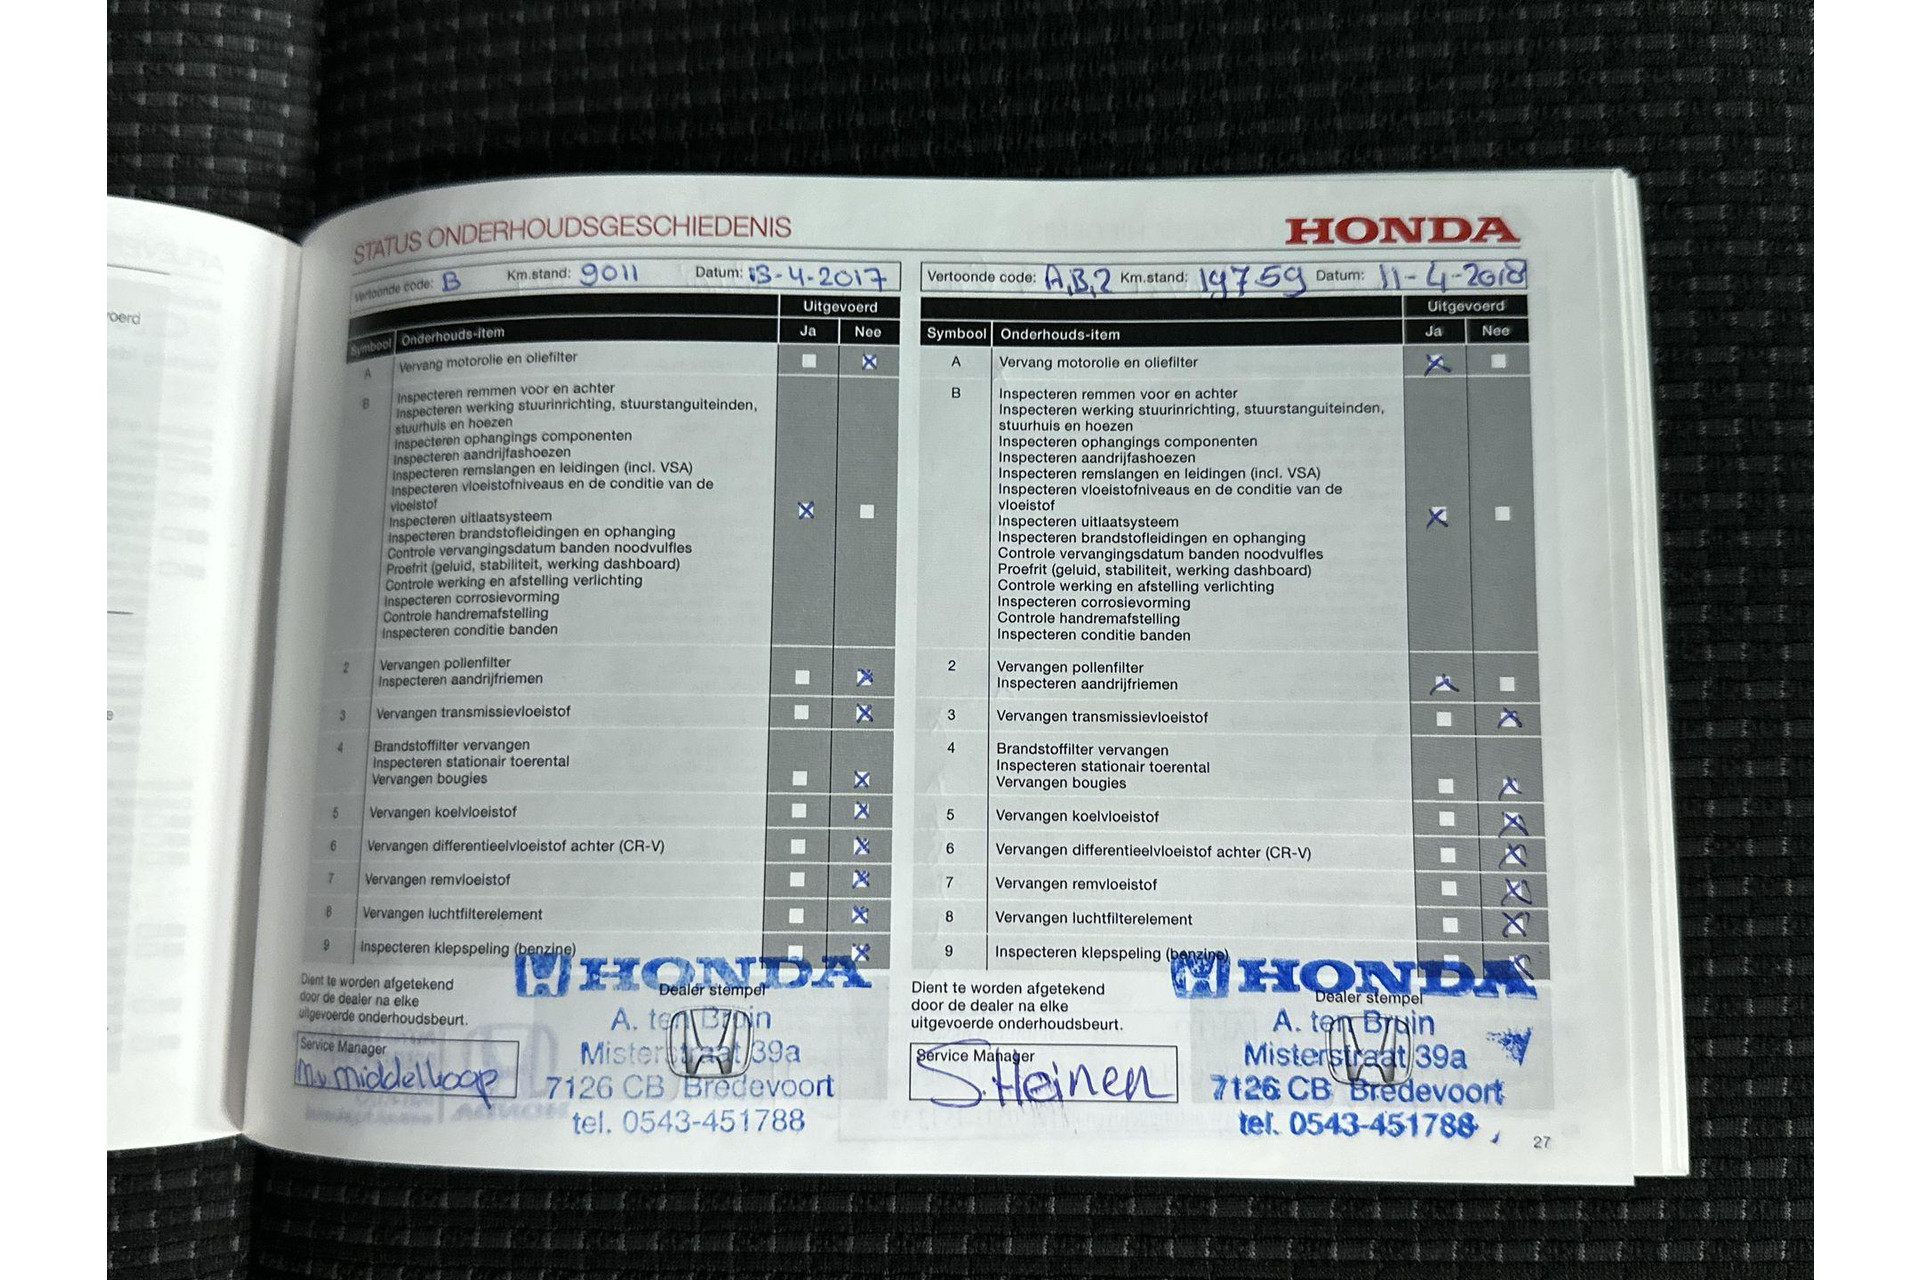 STATUS ONDERHOUDSGESCHIEDENIS
HONDA
Vertoonde code: B Km.stand: 9011 Datum: 13-4-2017
Uitgevoerd
Symbool Onderhouds-item Ja Nee
A Vervang motorolie en oliefilter
B Inspecteren remmen voor en achter
Inspecteren werking stuurinrichting, stuurstanguiteinden,
stuurhuis en hoezen
Inspecteren ophangings componenten
Inspecteren aandrijfashoezen
Inspecteren remslangen en leidingen (incl. VSA)
Inspecteren vloeistofniveaus en de conditie van de
vloeistof
Inspecteren uitlaatsysteem
Inspecteren brandstofleidingen en ophanging
Controle vervangingsdatum banden noodvulfles
Proefrit (geluid, stabiliteit, werking dashboard)
Controle werking en afstelling verlichting
Inspecteren corrosievorming
Controle handremafstelling
Inspecteren conditie banden
2 Vervangen pollenfilter
Inspecteren aandrijfriemen
3 Vervangen transmissievloeistof
4 Brandstoffilter vervangen
Inspecteren stationair toerental
Vervangen bougies
5 Vervangen koelvloeistof
6 Vervangen differentieelvloeistof achter (CR-V)
7 Vervangen remvloeistof
8 Vervangen luchtfilterelement
9 Inspecteren klepspeling (benzine)
Dient te worden afgetekend
door de dealer na elke
uitgevoerde onderhoudsbeurt.
Service Manager
HONDA
Dealer stempel
A. ten Bruin
Misterstraat 39a
7126 CB Bredevoort
tel. 0543-451788
Vertoonde code: A,B,2 Km.stand: 19759 Datum: 11-4-2018
Uitgevoerd
Symbool Onderhouds-item Ja Nee
A Vervang motorolie en oliefilter
B Inspecteren remmen voor en achter
Inspecteren werking stuurinrichting, stuurstanguiteinden,
stuurhuis en hoezen
Inspecteren ophangings componenten
Inspecteren aandrijfashoezen
Inspecteren remslangen en leidingen (incl. VSA)
Inspecteren vloeistofniveaus en de conditie van de
vloeistof
Inspecteren uitlaatsysteem
Inspecteren brandstofleidingen en ophanging
Controle vervangingsdatum banden noodvulfles
Proefrit (geluid, stabiliteit, werking dashboard)
Controle werking en afstelling verlichting
Inspecteren corrosievorming
Controle handremafstelling
Inspecteren conditie banden
2 Vervangen pollenfilter
Inspecteren aandrijfriemen
3 Vervangen transmissievloeistof
4 Brandstoffilter vervangen
Inspecteren stationair toerental
Vervangen bougies
5 Vervangen koelvloeistof
6 Vervangen differentieelvloeistof achter (CR-V)
7 Vervangen remvloeistof
8 Vervangen luchtfilterelement
9 Inspecteren klepspeling (benzine)
Dient te worden afgetekend
door de dealer na elke
uitgevoerde onderhoudsbeurt.
Service Manager
S. Heinen
HONDA
Dealer stempel
A. ten Bruin
Misterstraat 39a
7126 CB Bredevoort
tel. 0543-451788
27